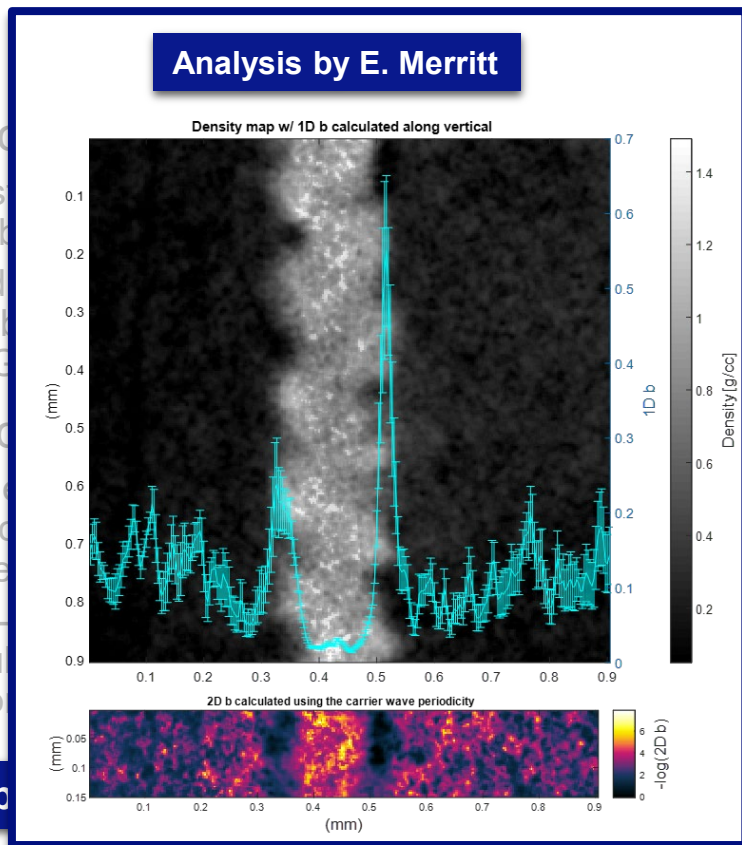 Analysis by E. Merritt
Density map w/ 1D b calculated along vertical
0.1
0.2
0.3
0.4
0.5
0.6
0.7
0.8
0.9
(mm)
0.1 0.2 0.3 0.4 0.5 0.6 0.7 0.8 0.9
0.7
0.6
0.5
0.4
0.3
0.2
0.1
0
1D b
1.4
1.2
1
0.8
0.6
0.4
0.2
Density [g/cc]
2D b calculated using the carrier wave periodicity
0.05
0.1
0.15
(mm)
0.1 0.2 0.3 0.4 0.5 0.6 0.7 0.8 0.9
(mm)
6
4
2
0
-log(2D b)